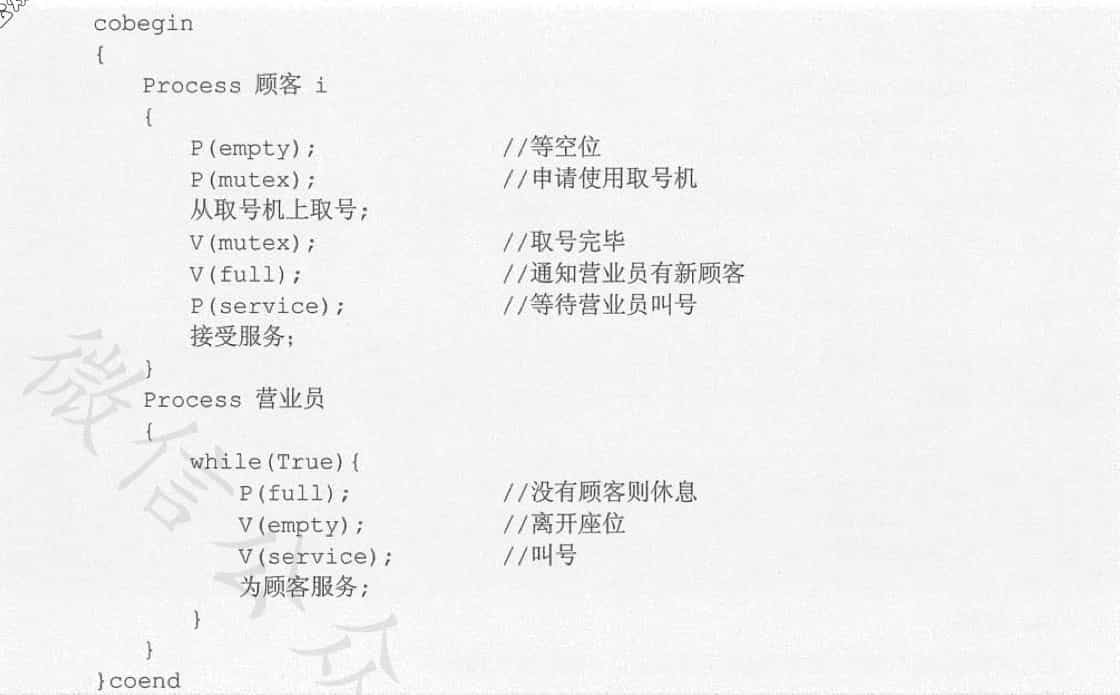 cobegin
{
Process 顾客 i
{
P(empty); //等空位
P(mutex); //申请使用取号机
从取号机上取号;
V(mutex); //取号完毕
V(full); //通知营业员有新顾客
P(service); //等待营业员叫号
接受服务;
}
Process 营业员
{
while(True){
P(full); //没有顾客则休息
V(empty); //离开座位
V(service); //叫号
为顾客服务;
}
}
}coend
微信公众